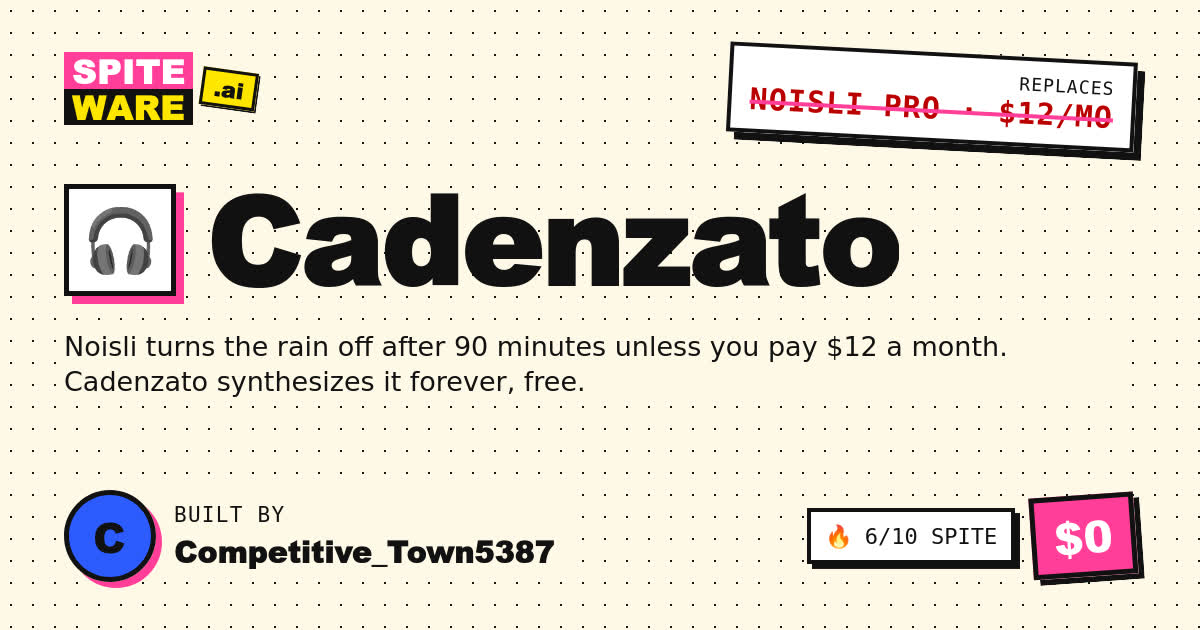 SPITE
WARE
.ai
REPLACES
NOISLI PRO · $12/MO
Cadenzato
Noisli turns the rain off after 90 minutes unless you pay $12 a month.
Cadenzato synthesizes it forever, free.
C
BUILT BY
Competitive_Town5387
🔥 6/10 SPITE
$0